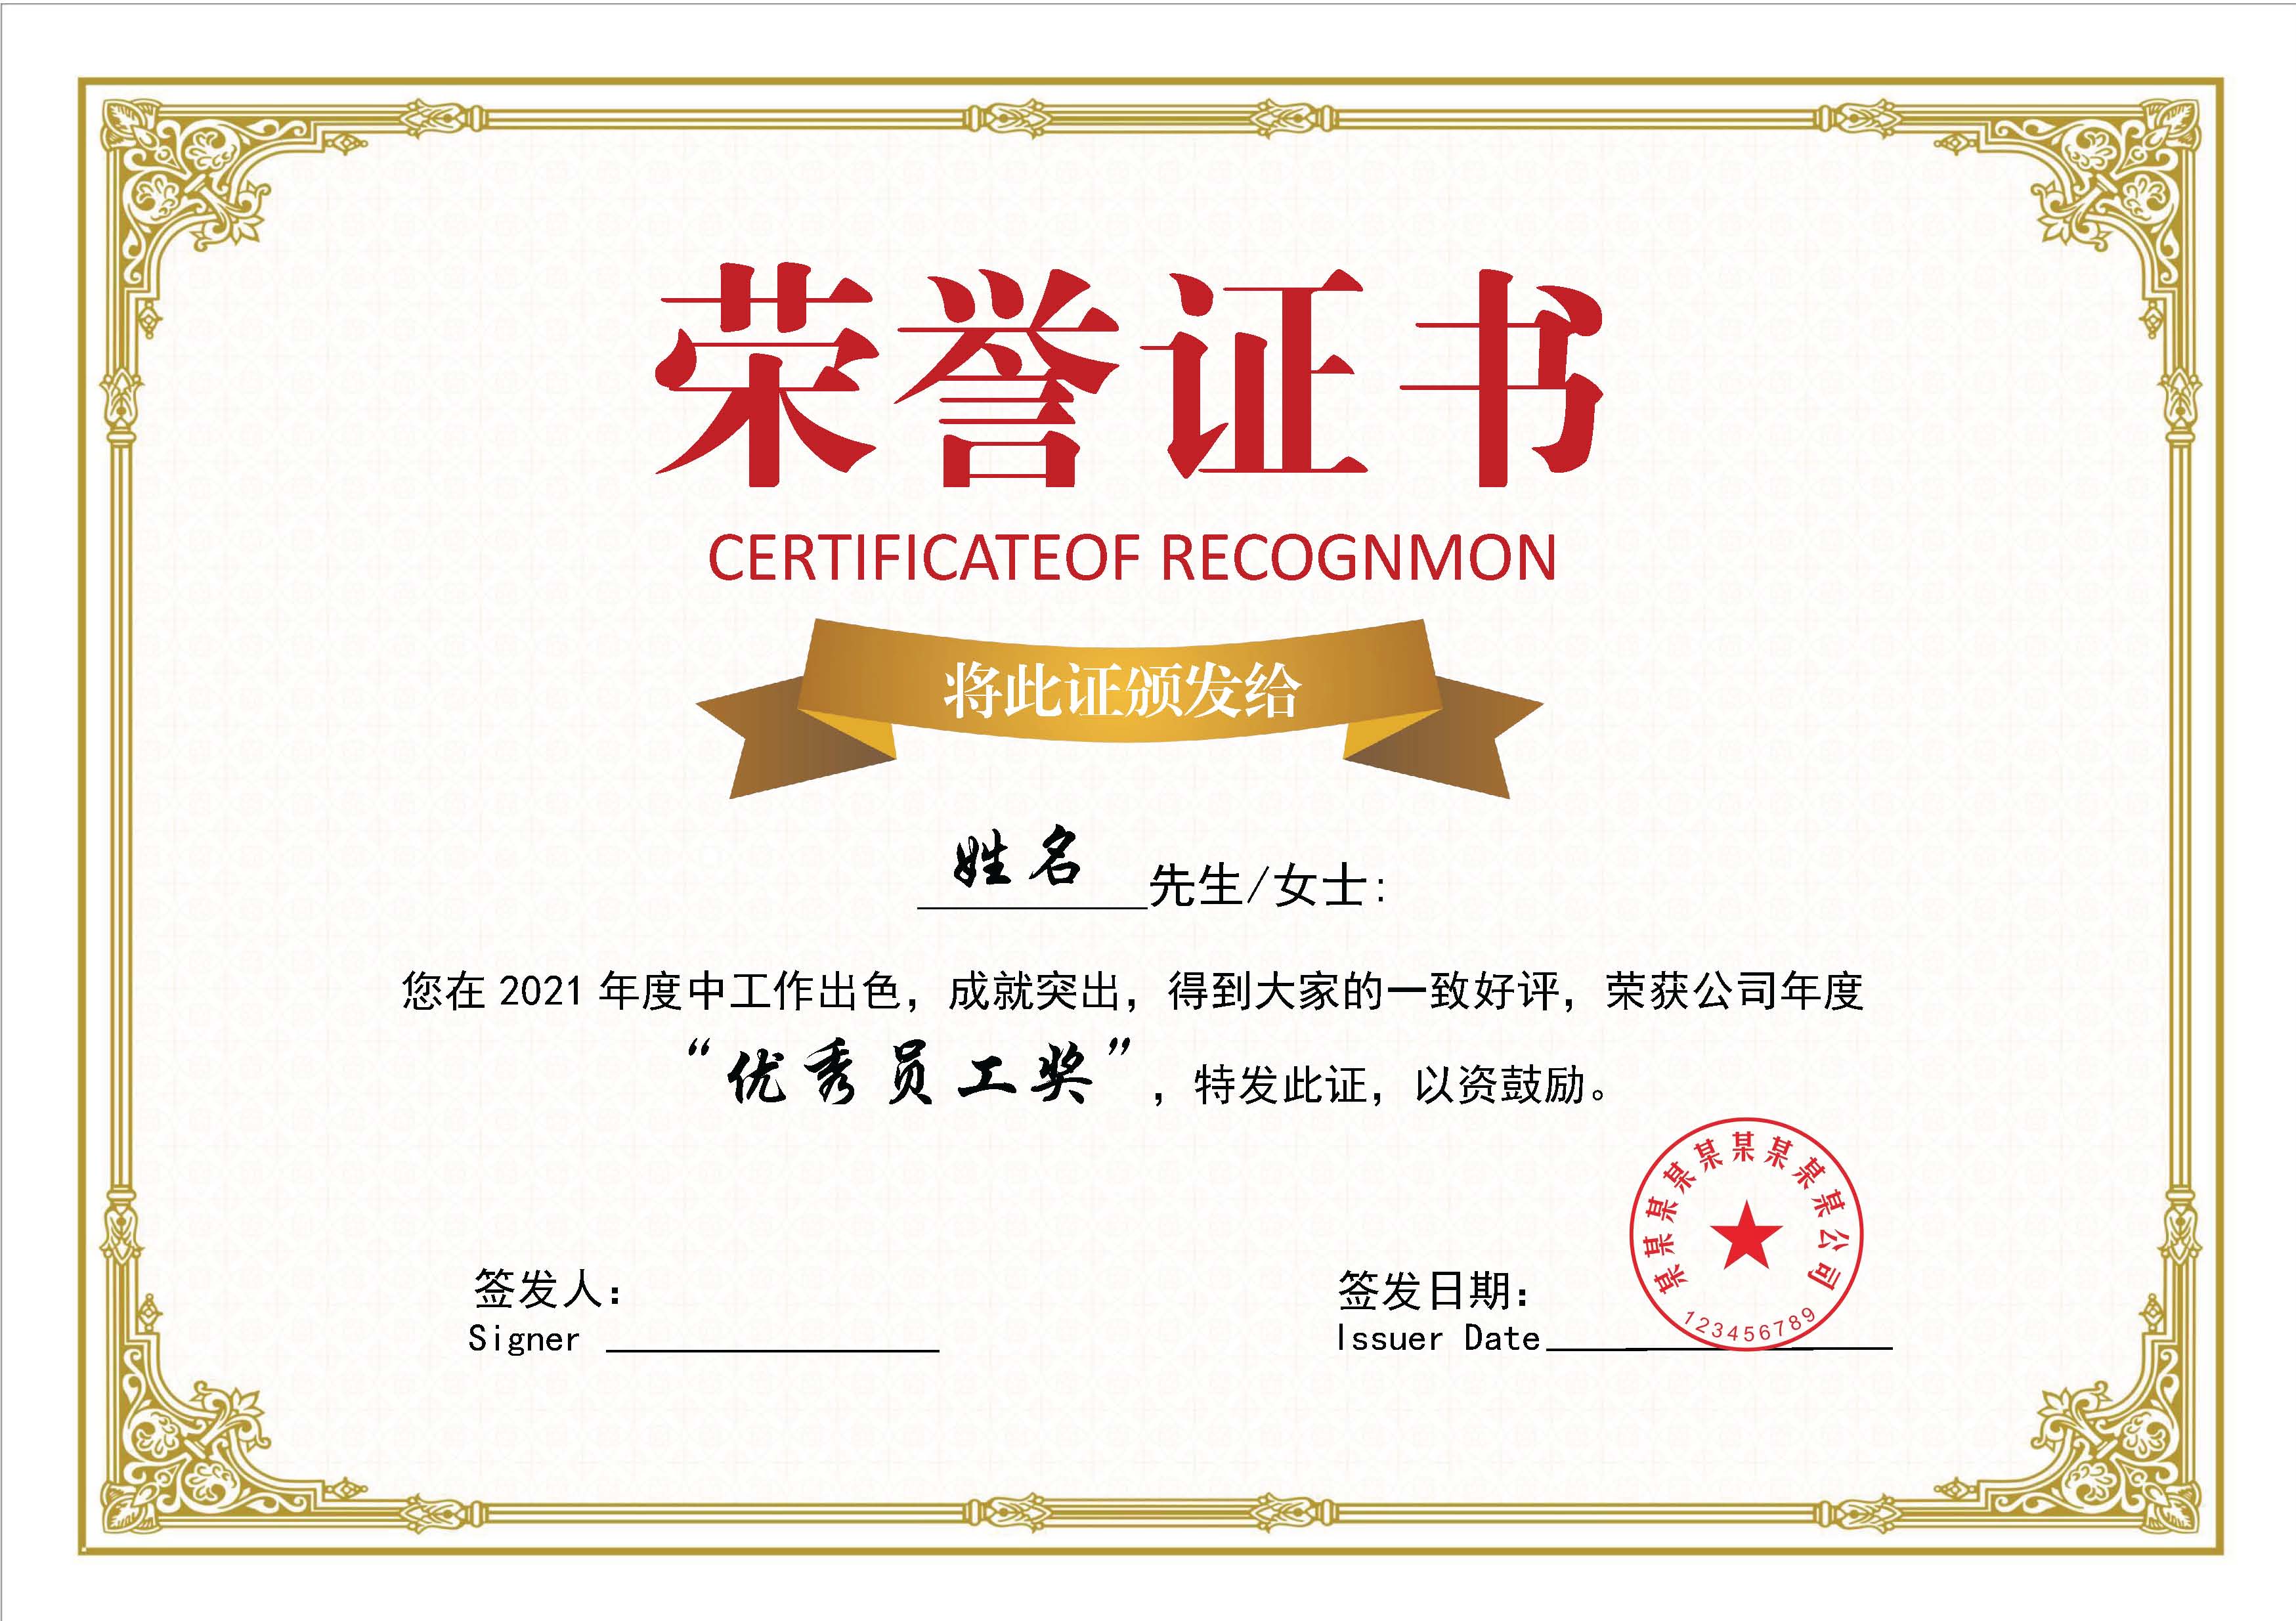 荣誉证书
CERTIFICATEOF RECOGNMON
将此证颁发给
姓名先生/女士:
您在 2021 年度中工作出色，成就突出，得到大家的一致好评，荣获公司年度
“优秀员工奖”，特发此证，以资鼓励。
某某某某某某某某某某公司
123456789
签发人：
Signer
签发日期：
Issuer Date